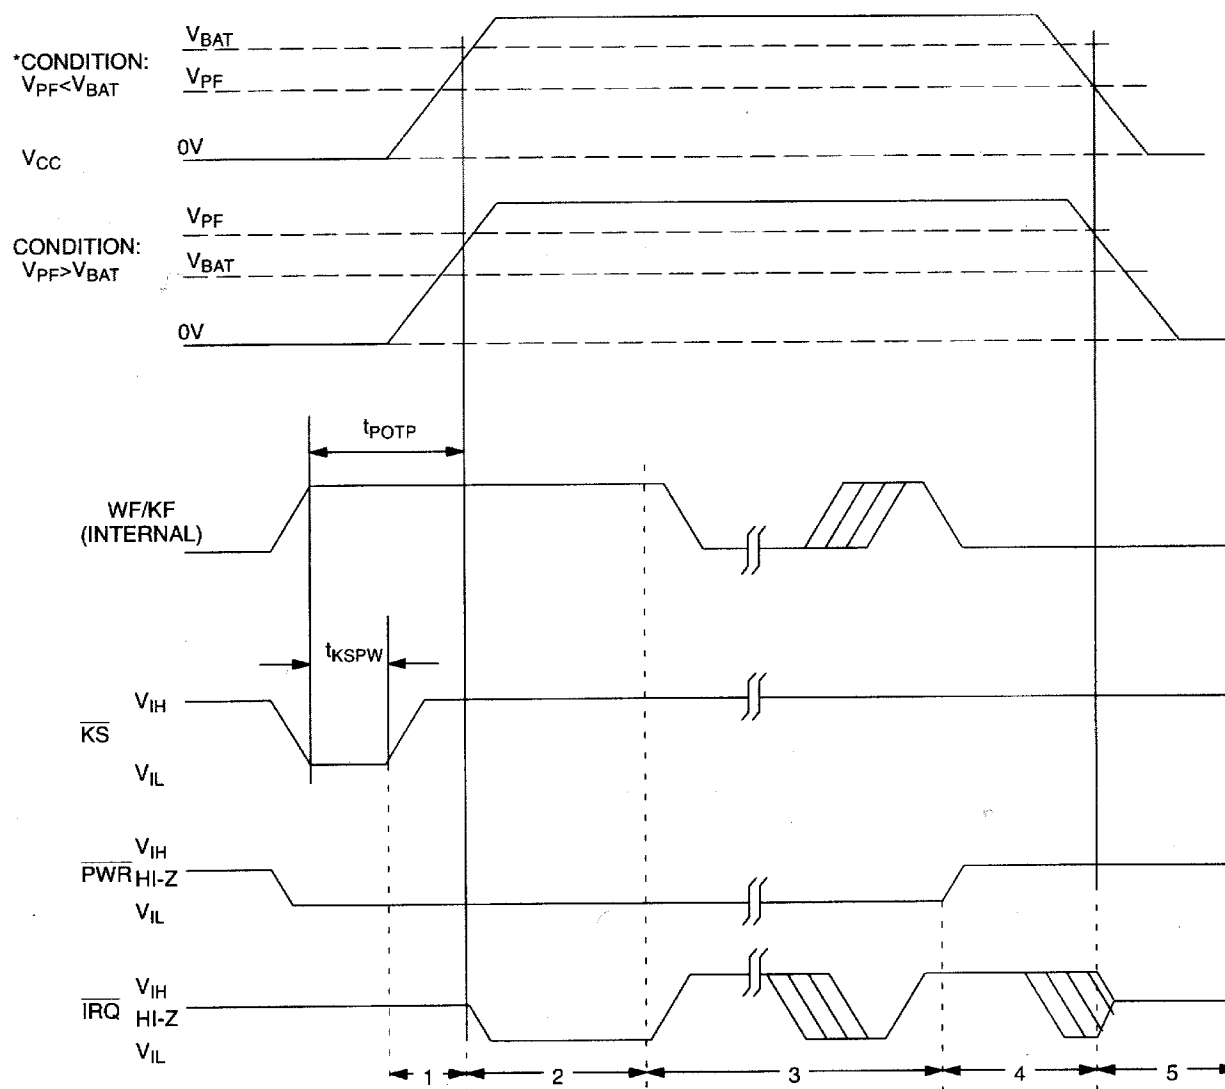 *CONDITION:
VPF<VBAT
VBAT
VPF
VCC
0V
CONDITION:
VPF>VBAT
VPF
VBAT
0V
tPOTP
WF/KF
(INTERNAL)
tKSPW
KS
VIH
VIL
PWR
VIH
HI-Z
VIL
IRQ
VIH
HI-Z
VIL
1
2
3
4
5